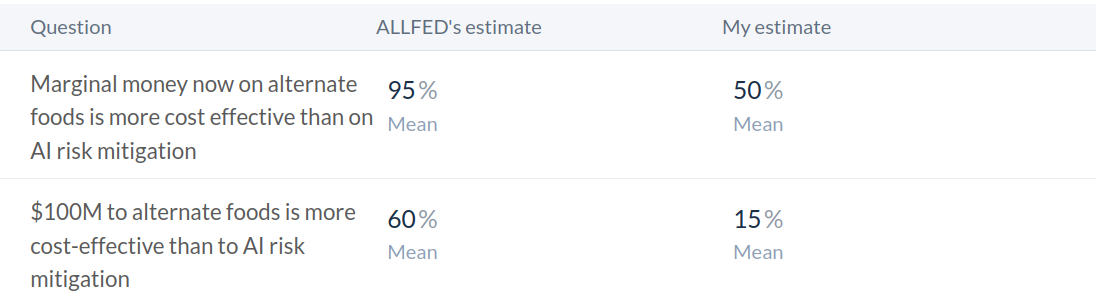 Question ALLFED's estimate My estimate
Marginal money now on alternate
foods is more cost effective than on
AI risk mitigation
95% 50%
Mean Mean
$100M to alternate foods is more
cost-effective than to AI risk
mitigation
60% 15%
Mean Mean